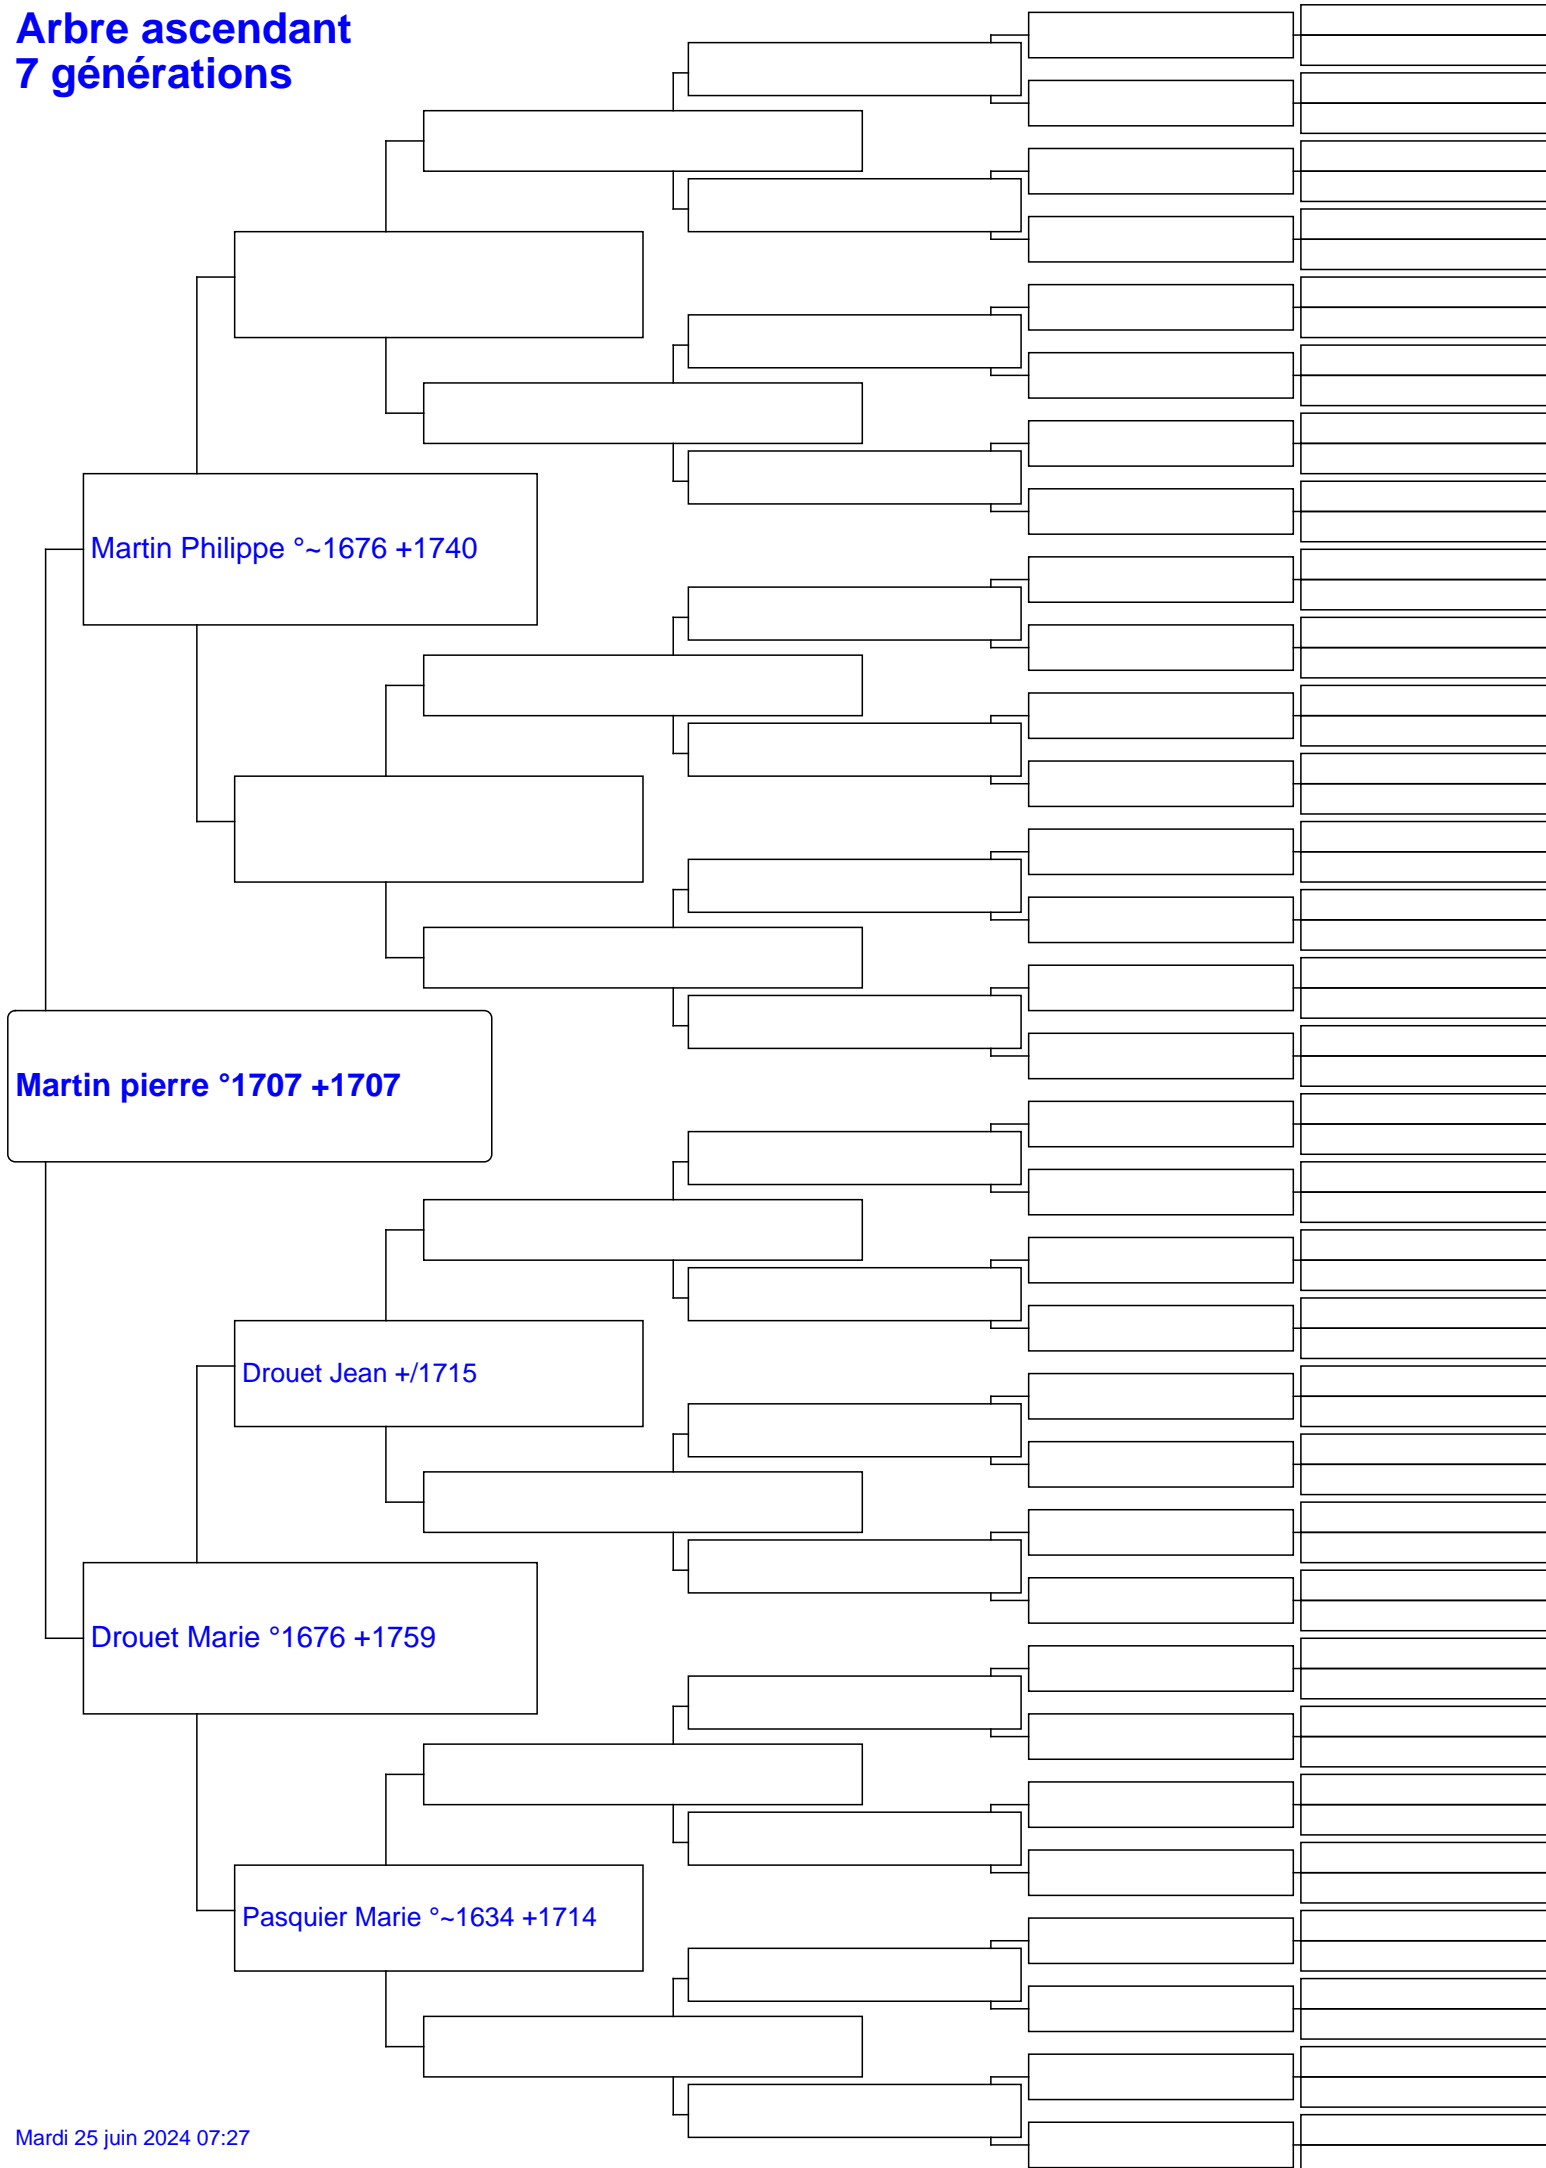 Arbre ascendant
7 générations
Martin Philippe °~1676 +1740
Martin pierre °1707 +1707
Drouet Jean +/1715
Drouet Marie °1676 +1759
Pasquier Marie °~1634 +1714
Mardi 25 juin 2024 07:27